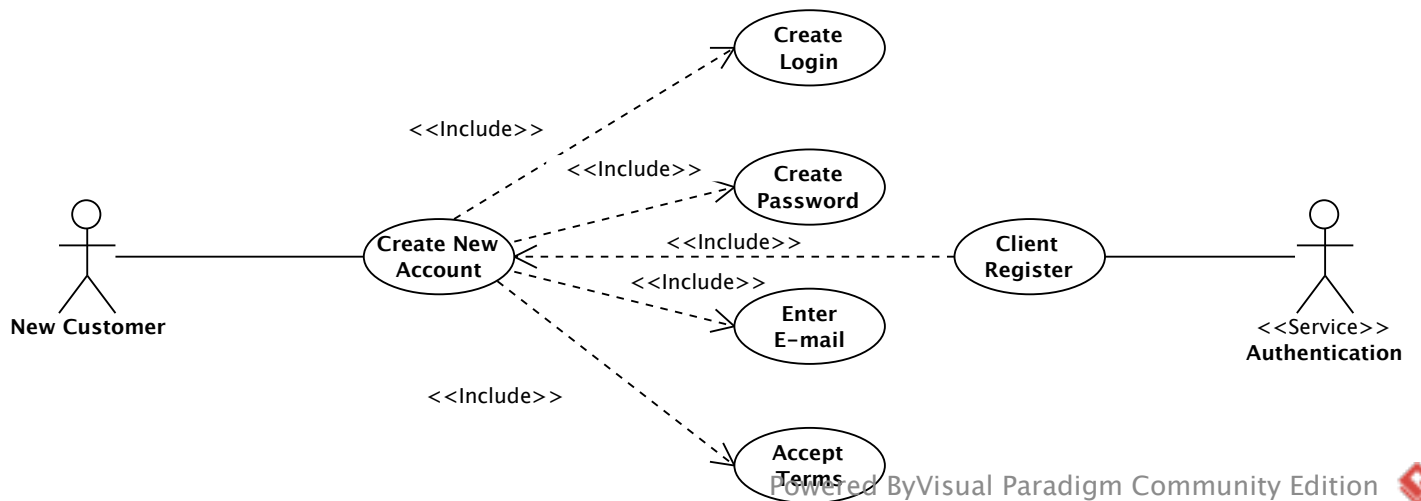 Create
Login
<<Include>>
<<Include>>
Create
Password
Create New
Account
<<Include>>
Client
Register
<<Include>>
Enter
E-mail
New Customer
<<Service>>
Authentication
<<Include>>
Accept
Terms
Powered ByVisual Paradigm Community Edition